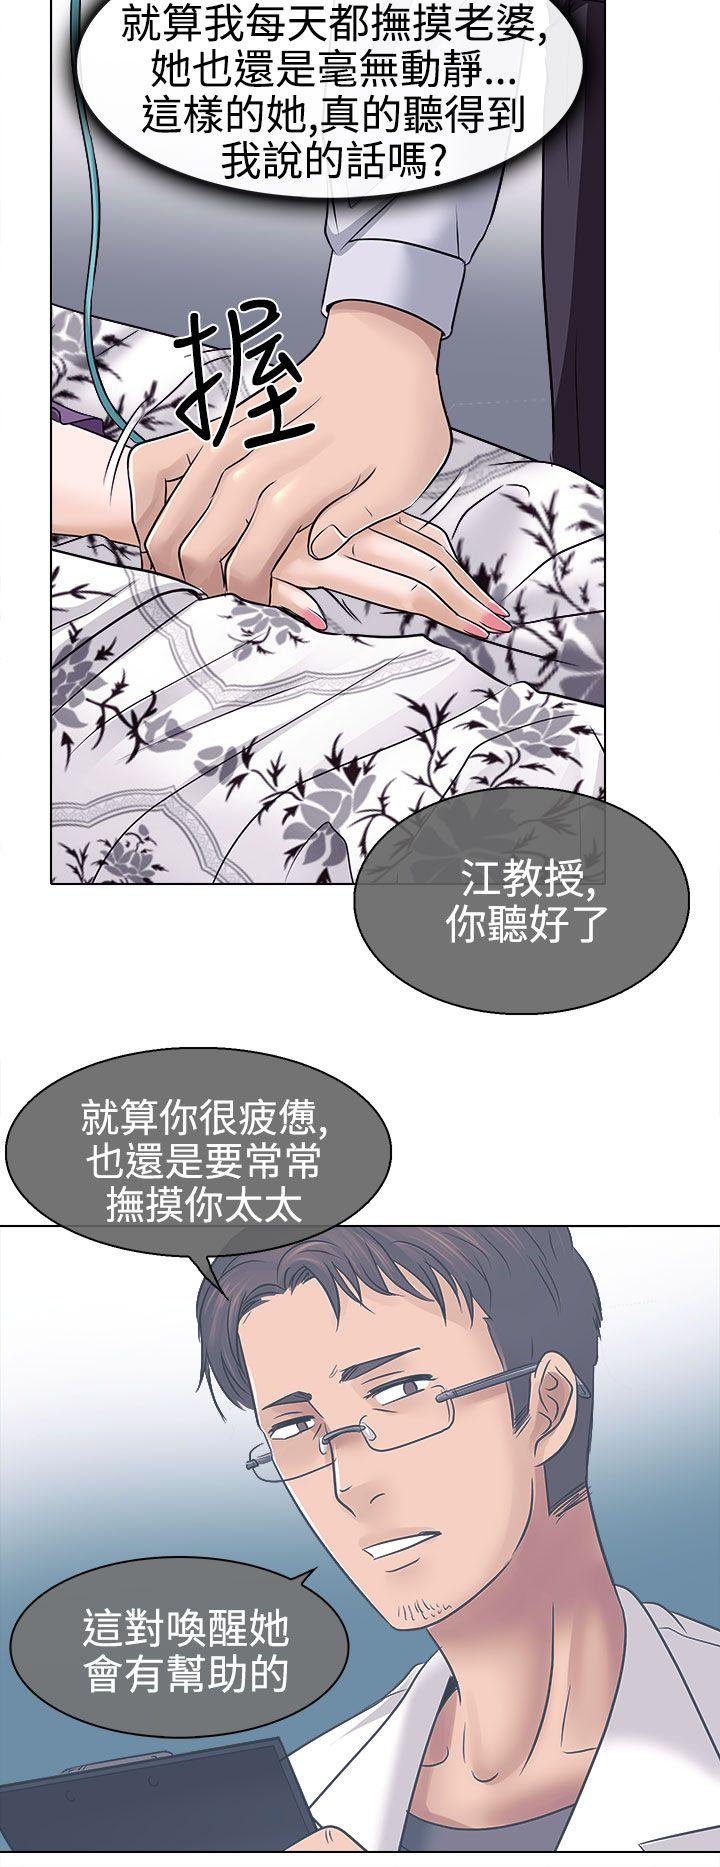 就算我每天都撫摸老婆,
她也還是毫無動靜...
這樣的她,真的聽得到
我說的話嗎?
握
江教授,
你聽好了
就算你很疲憊,
也還是要常常
撫摸你太太
這對喚醒她
會有幫助的